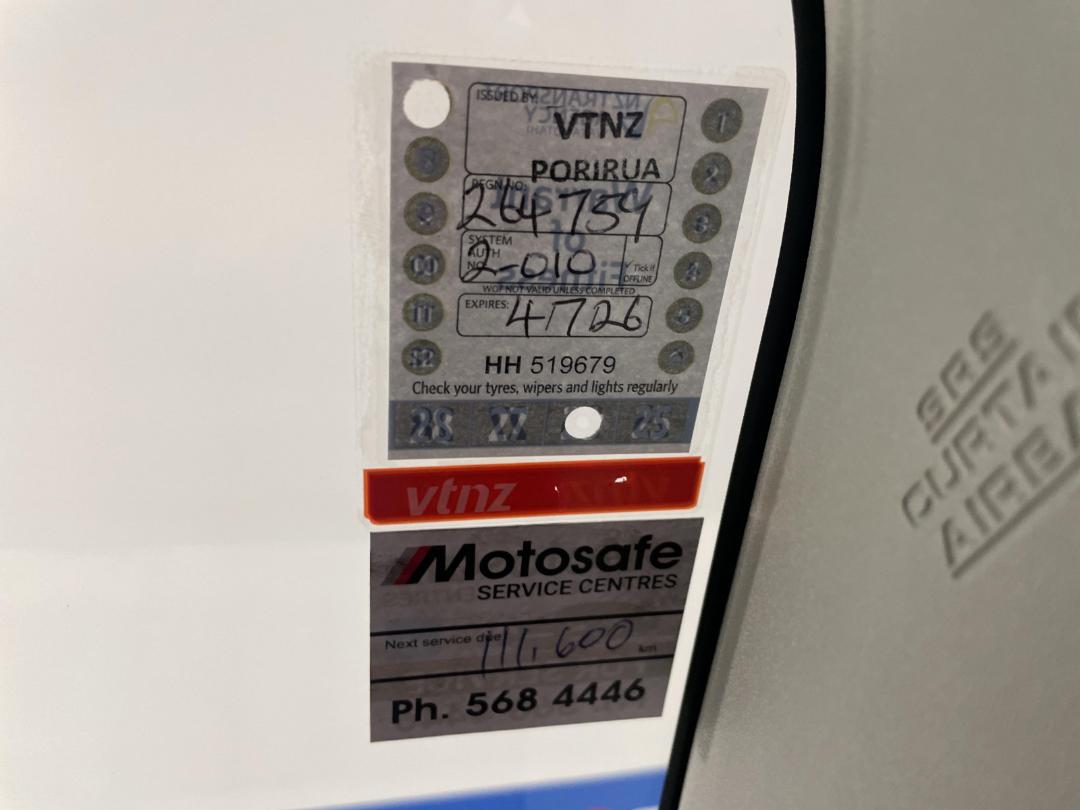 ISSUED BY:
VTNZ
PORIRUA
REGN NO:
264759
SYSTEM
AUTH
NO.
2-010
✓ Tick if
OFFLINE
WOF NOT VALID UNLESS COMPLETED
EXPIRES:
4/7/26
HH 519679
Check your tyres, wipers and lights regularly
1
2
3
4
5
6
8
9
10
11
12
28 27 25
vtnz
Motosafe
SERVICE CENTRES
Next service due 111,600 km
Ph. 568 4446
SRS
CURTAIN
AIRBA